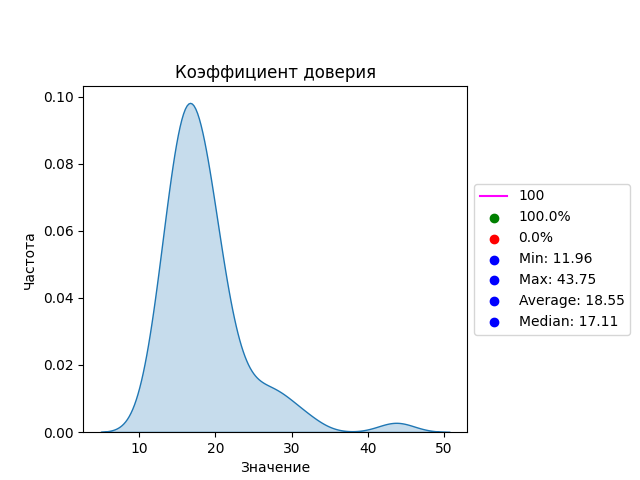 Коэффициент доверия
0.10
0.08
0.06
0.04
0.02
0.00
Частота
10 20 30 40 50
Значение
100
100.0%
0.0%
Min: 11.96
Max: 43.75
Average: 18.55
Median: 17.11